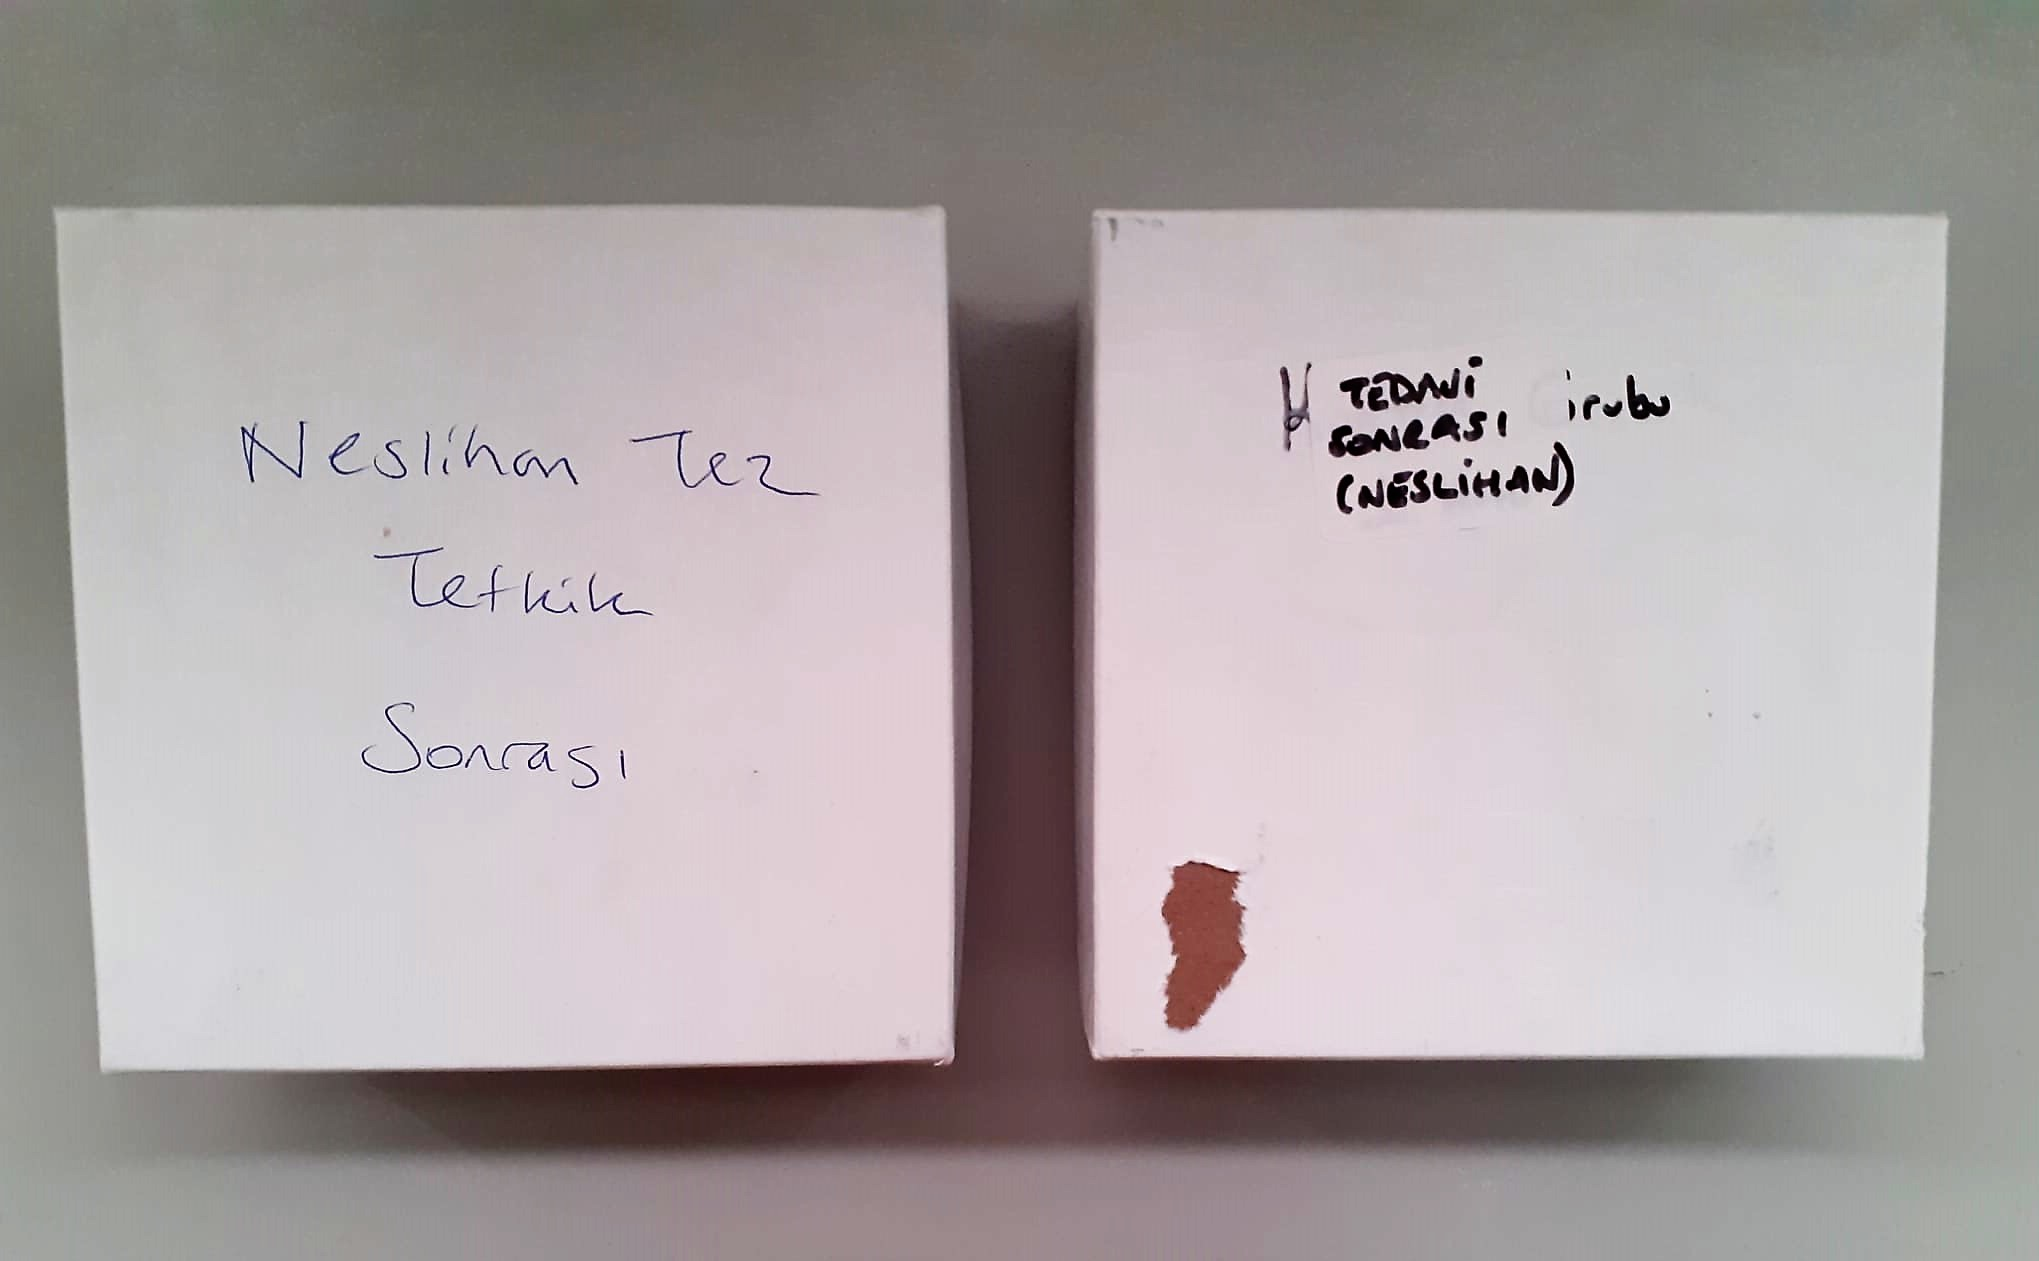 Neslihan Tez
Tetkik
Sonrası
TEDAVİ
SONRASI
(NESLİHAN)